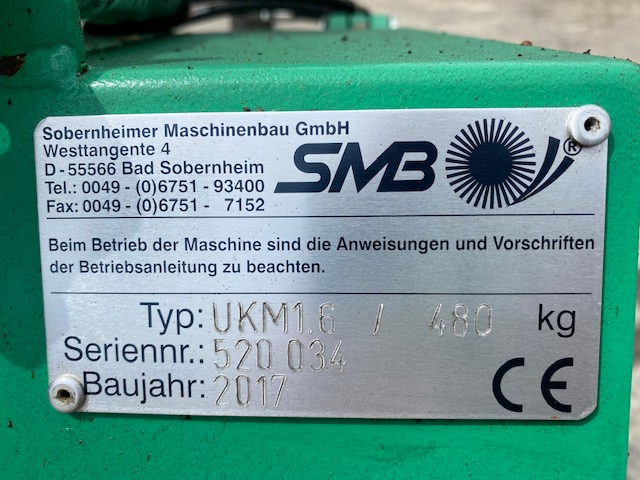 Sobernheimer Maschinenbau GmbH
Westtangente 4
D - 55566 Bad Sobernheim
Tel.: 0049 - (0)6751 - 93400
Fax: 0049 - (0)6751 - 7152
SMB ®
Beim Betrieb der Maschine sind die Anweisungen und Vorschriften
der Betriebsanleitung zu beachten.
Typ: UKM1.6 / 480 kg
Seriennr.: 520 034
Baujahr: 2017
CE